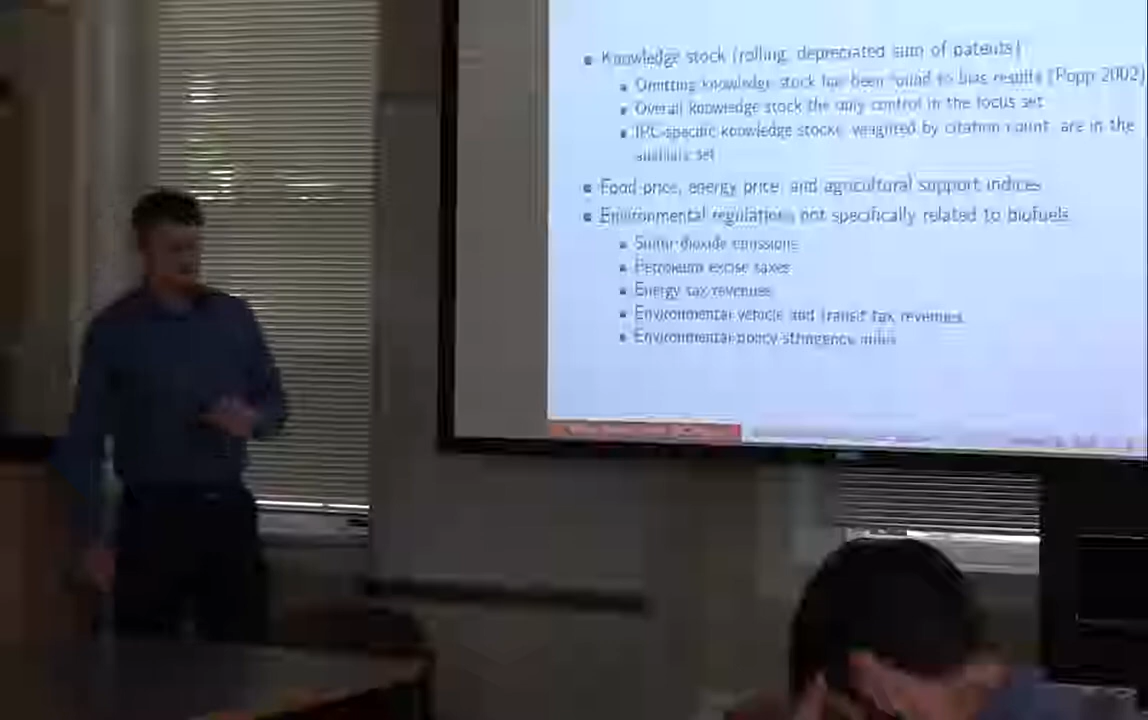 Knowledge stock (rolling, depreciated sum of patents)
Omitting knowledge stock has been found to bias results (Popp 2002)
Overall knowledge stock the only control in the focus set
IPC-specific knowledge stocks, weighted by citation count, are in the
auxiliary set
Food price, energy price, and agricultural support indices
Environmental regulations not specifically related to biofuels
Sulfur dioxide emissions
Petroleum excise taxes
Energy tax revenues
Environmental vehicle and transit tax revenues
Environmental policy stringency index